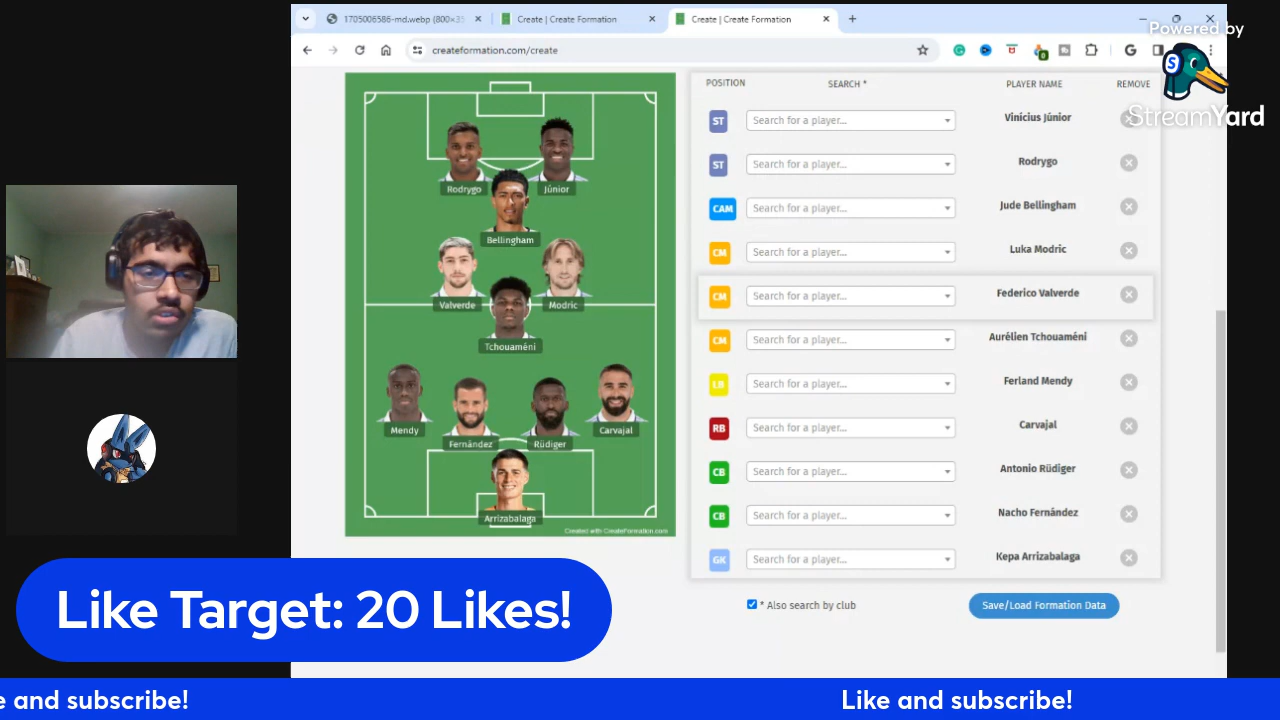 1705006586-md.webp (800×35
Create | Create Formation
Create | Create Formation
createformation.com/create
Powered by
StreamYard
POSITION SEARCH * PLAYER NAME REMOVE
ST Search for a player... Vinícius Júnior
ST Search for a player... Rodrygo
CAM Search for a player... Jude Bellingham
CM Search for a player... Luka Modric
CM Search for a player... Federico Valverde
CM Search for a player... Aurélien Tchouaméni
LB Search for a player... Ferland Mendy
RB Search for a player... Carvajal
CB Search for a player... Antonio Rüdiger
CB Search for a player... Nacho Fernández
GK Search for a player... Kepa Arrizabalaga
* Also search by club
Save/Load Formation Data
Rodrygo Júnior
Bellingham
Valverde Modric
Tchouaméni
Mendy Fernández Rüdiger Carvajal
Arrizabalaga
Created with CreateFormation.com
Like Target: 20 Likes!
e and subscribe!
Like and subscribe!